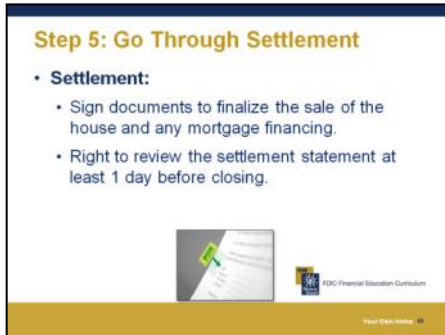 Step 5: Go Through Settlement
• Settlement:
• Sign documents to finalize the sale of the
house and any mortgage financing.
• Right to review the settlement statement at
least 1 day before closing.
FDIC Financial Education Curriculum
Your Own Home